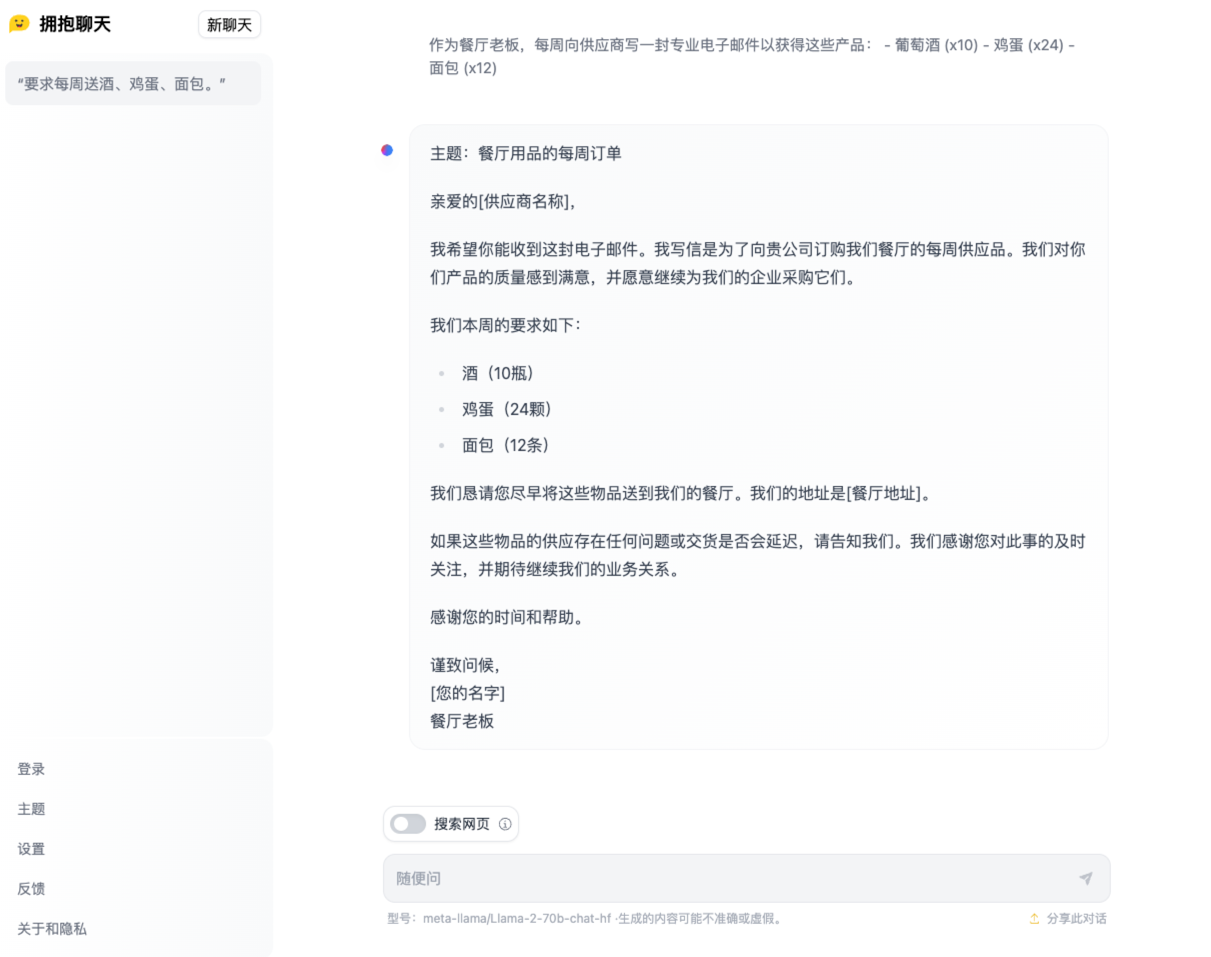 拥抱聊天
新聊天
“要求每周送酒、鸡蛋、面包。”
登录
主题
设置
反馈
关于和隐私
作为餐厅老板，每周向供应商写一封专业电子邮件以获得这些产品： - 葡萄酒 (x10) - 鸡蛋 (x24) -
面包 (x12)
主题：餐厅用品的每周订单
亲爱的[供应商名称]，
我希望你能收到这封电子邮件。我写信是为了向贵公司订购我们餐厅的每周供应品。我们对你
们产品的质量感到满意，并愿意继续为我们的企业采购它们。
我们本周的要求如下：
酒（10瓶）
鸡蛋（24颗）
面包（12条）
我们恳请您尽早将这些物品送到我们的餐厅。我们的地址是[餐厅地址]。
如果这些物品的供应存在任何问题或交货是否会延迟，请告知我们。我们感谢您对此事的及时
关注，并期待继续我们的业务关系。
感谢您的时间和帮助。
谨致问候，
[您的名字]
餐厅老板
搜索网页
随便问
型号：meta-llama/Llama-2-70b-chat-hf ·生成的内容可能不准确或虚假。
分享此对话